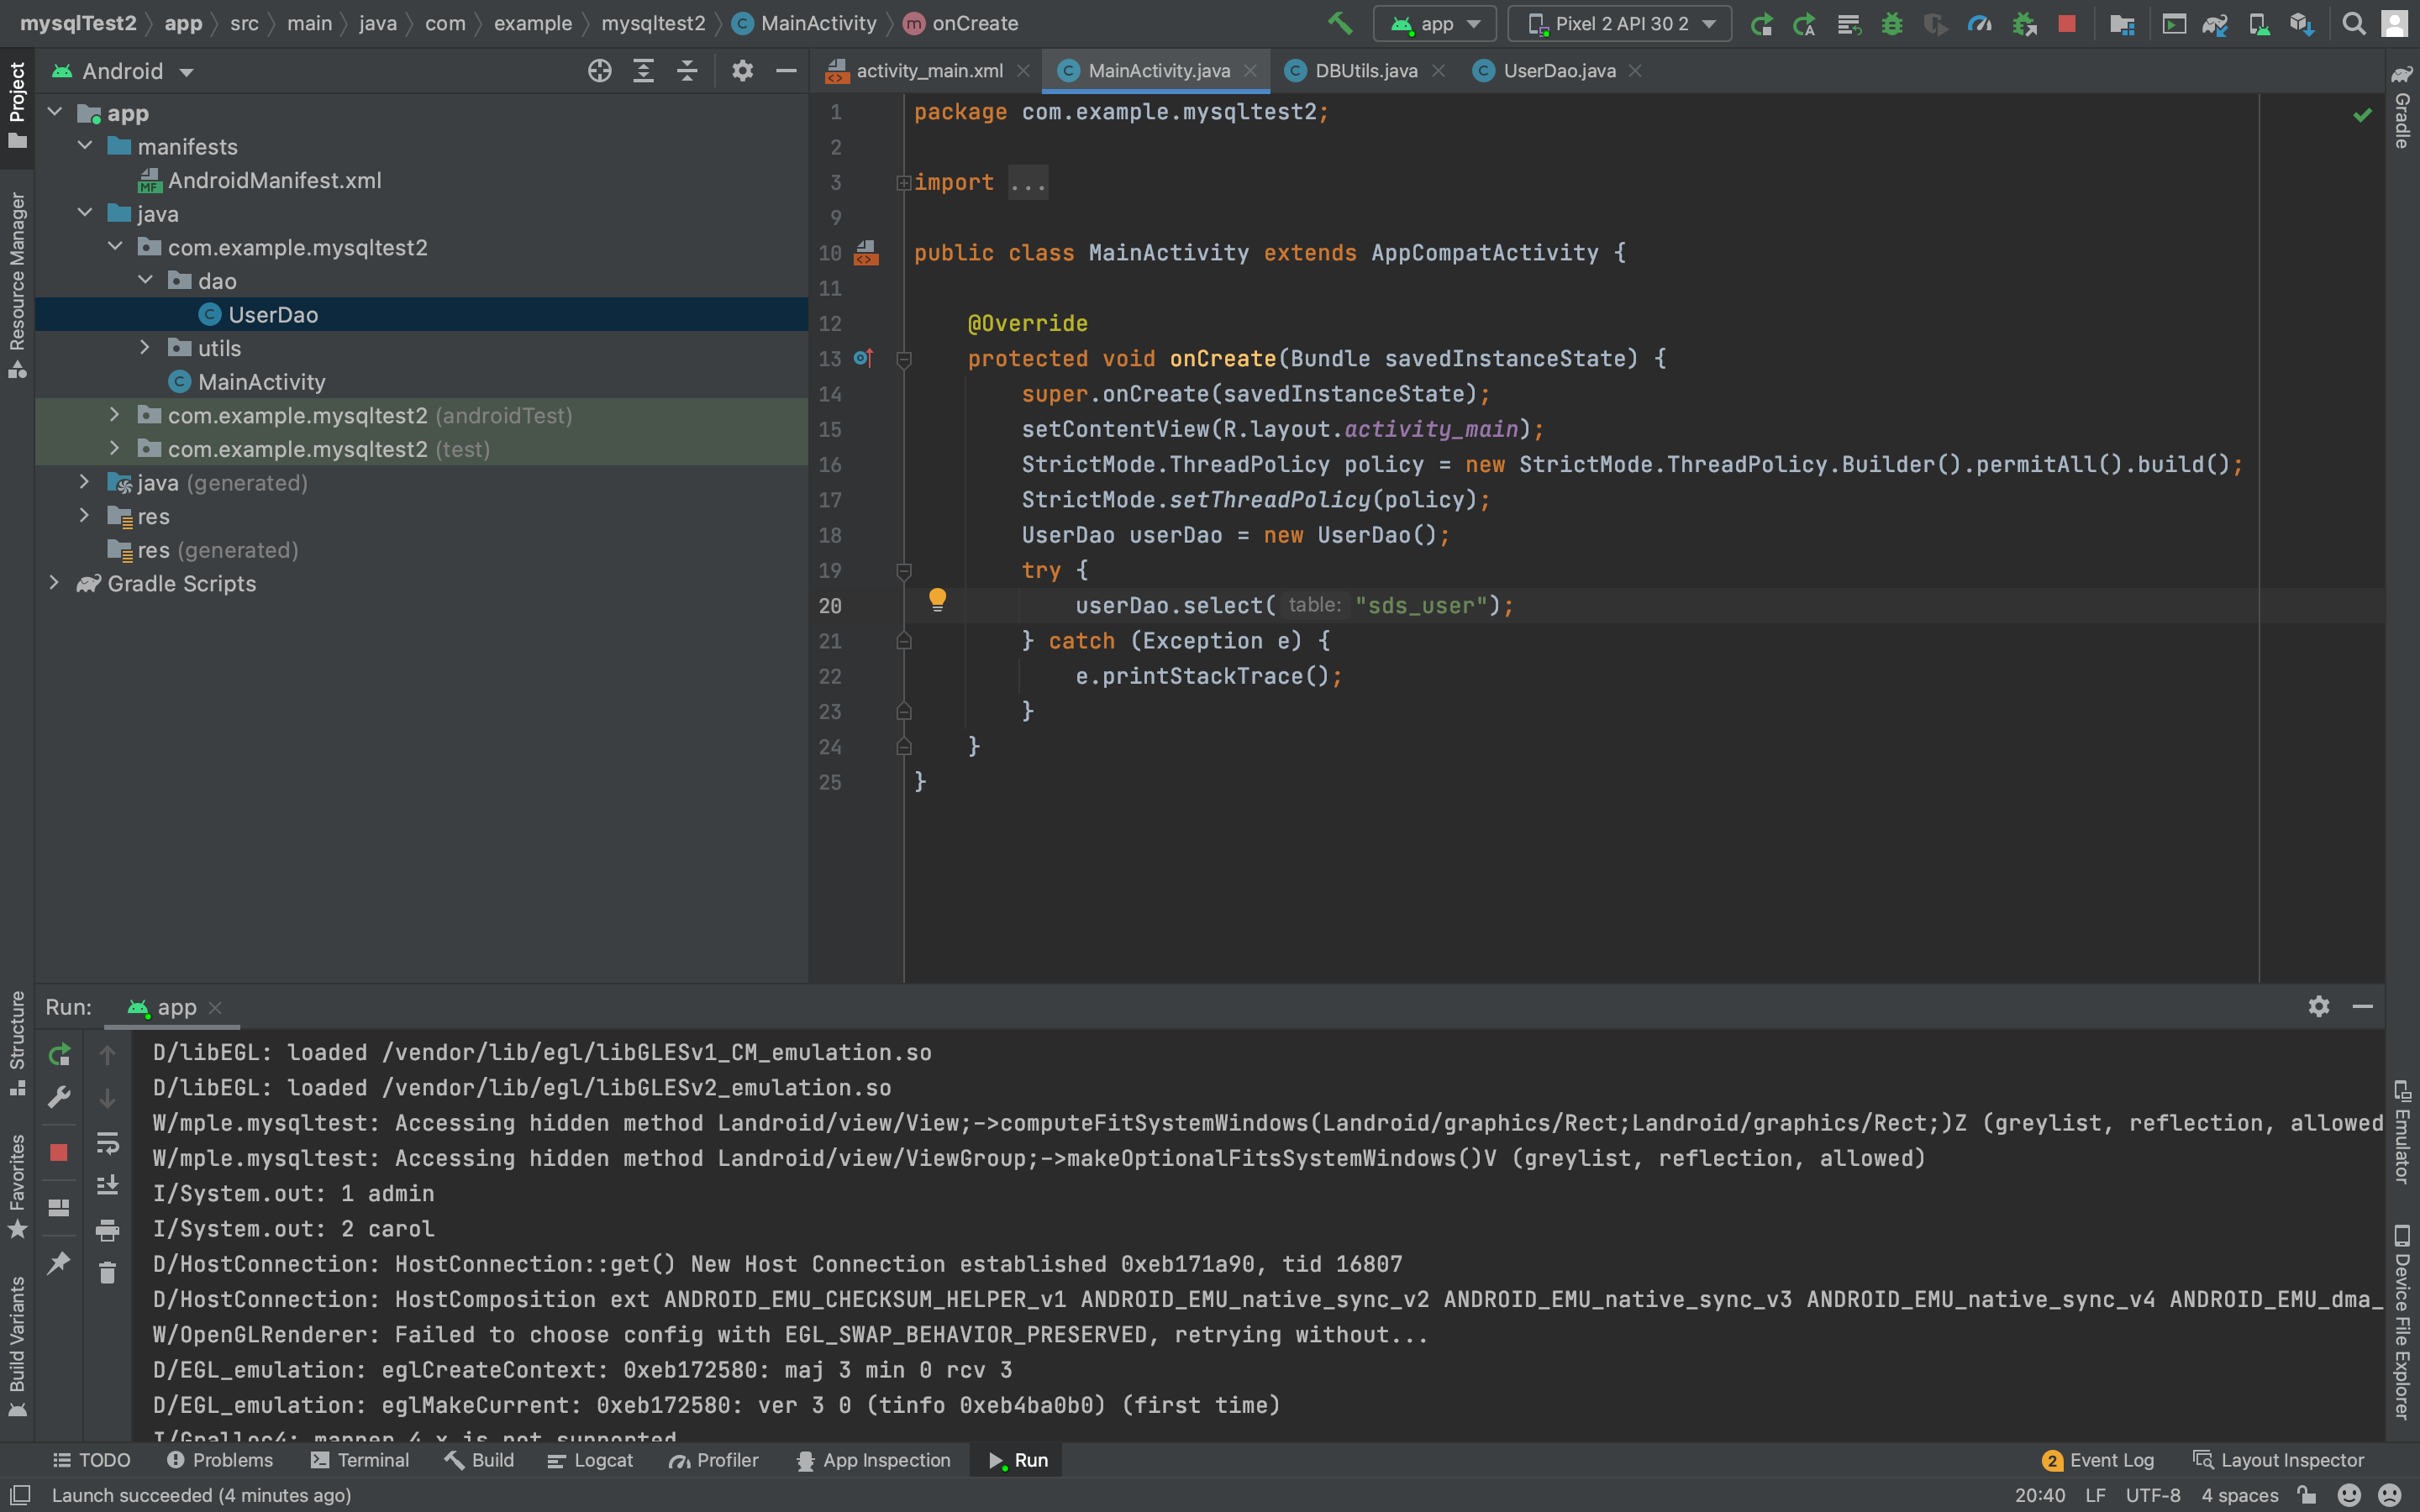 mysqlTest2 app src main java com example mysqltest2 MainActivity onCreate
app
Pixel 2 API 30 2
Android
activity_main.xml
MainActivity.java
DBUtils.java
UserDao.java
Project
Resource Manager
Structure
Favorites
Build Variants
app
manifests
AndroidManifest.xml
java
com.example.mysqltest2
dao
UserDao
utils
MainActivity
com.example.mysqltest2 (androidTest)
com.example.mysqltest2 (test)
java (generated)
res
res (generated)
Gradle Scripts
1 package com.example.mysqltest2;
2
3 import ...
9
10 public class MainActivity extends AppCompatActivity {
11
12 @Override
13 protected void onCreate(Bundle savedInstanceState) {
14 super.onCreate(savedInstanceState);
15 setContentView(R.layout.activity_main);
16 StrictMode.ThreadPolicy policy = new StrictMode.ThreadPolicy.Builder().permitAll().build();
17 StrictMode.setThreadPolicy(policy);
18 UserDao userDao = new UserDao();
19 try {
20 userDao.select( table: "sds_user");
21 } catch (Exception e) {
22 e.printStackTrace();
23 }
24 }
25 }
Gradle
Emulator
Device File Explorer
Run: app
D/libEGL: loaded /vendor/lib/egl/libGLESv1_CM_emulation.so
D/libEGL: loaded /vendor/lib/egl/libGLESv2_emulation.so
W/mple.mysqltest: Accessing hidden method Landroid/view/View;->computeFitSystemWindows(Landroid/graphics/Rect;Landroid/graphics/Rect;)Z (greylist, reflection, allowed
W/mple.mysqltest: Accessing hidden method Landroid/view/ViewGroup;->makeOptionalFitsSystemWindows()V (greylist, reflection, allowed)
I/System.out: 1 admin
I/System.out: 2 carol
D/HostConnection: HostConnection::get() New Host Connection established 0xeb171a90, tid 16807
D/HostConnection: HostComposition ext ANDROID_EMU_CHECKSUM_HELPER_v1 ANDROID_EMU_native_sync_v2 ANDROID_EMU_native_sync_v3 ANDROID_EMU_native_sync_v4 ANDROID_EMU_dma_
W/OpenGLRenderer: Failed to choose config with EGL_SWAP_BEHAVIOR_PRESERVED, retrying without...
D/EGL_emulation: eglCreateContext: 0xeb172580: maj 3 min 0 rcv 3
D/EGL_emulation: eglMakeCurrent: 0xeb172580: ver 3 0 (tinfo 0xeb4ba0b0) (first time)
I/Gralloc4: mapper 4.x is not supported
TODO Problems Terminal Build Logcat Profiler App Inspection Run 2 Event Log Layout Inspector
Launch succeeded (4 minutes ago) 20:40 LF UTF-8 4 spaces